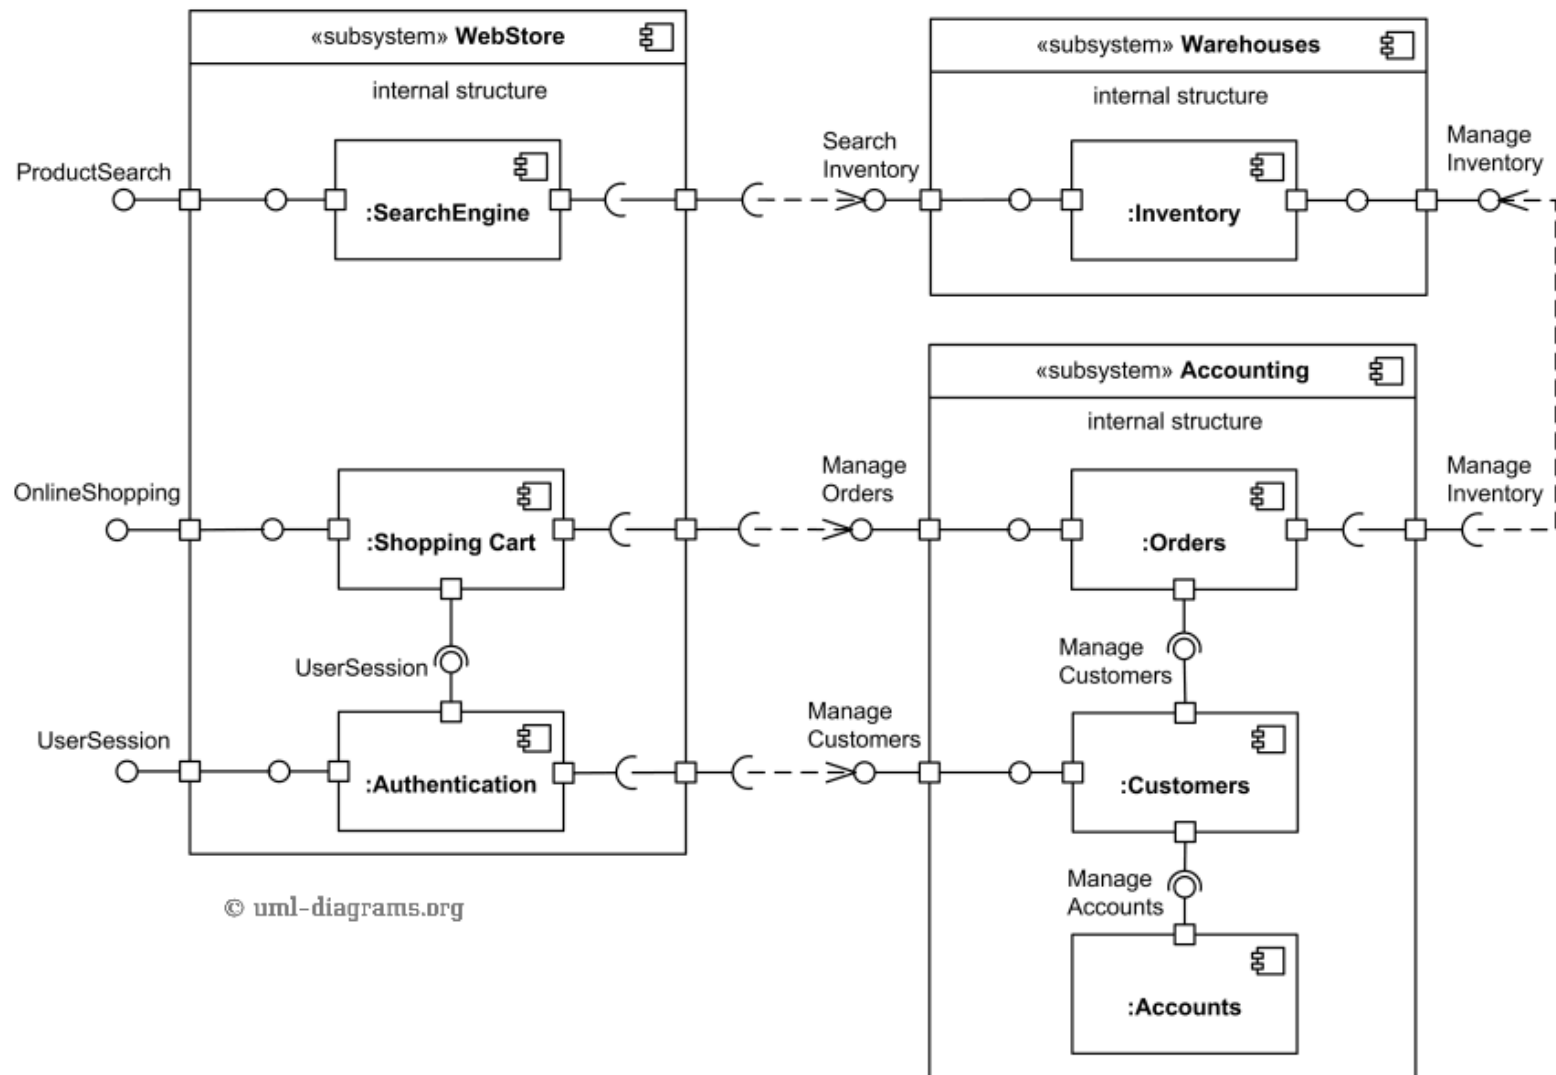 «subsystem» WebStore
internal structure
ProductSearch
:SearchEngine
OnlineShopping
:Shopping Cart
UserSession
UserSession
:Authentication
© uml-diagrams.org
«subsystem» Warehouses
internal structure
Search
Inventory
:Inventory
Manage
Inventory
«subsystem» Accounting
internal structure
Manage
Orders
:Orders
Manage
Inventory
Manage
Customers
Manage
Customers
:Customers
Manage
Accounts
:Accounts